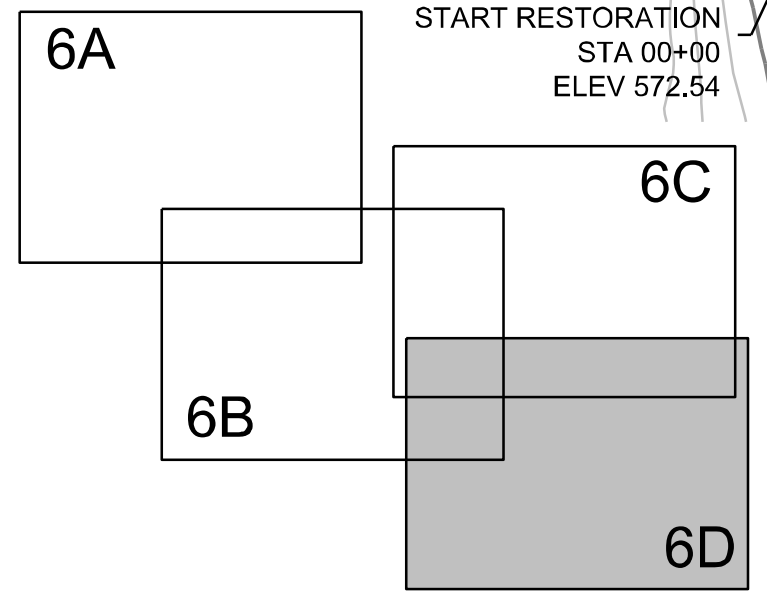 START RESTORATION
STA 00+00
ELEV 572.54
6A
6C
6B
6D